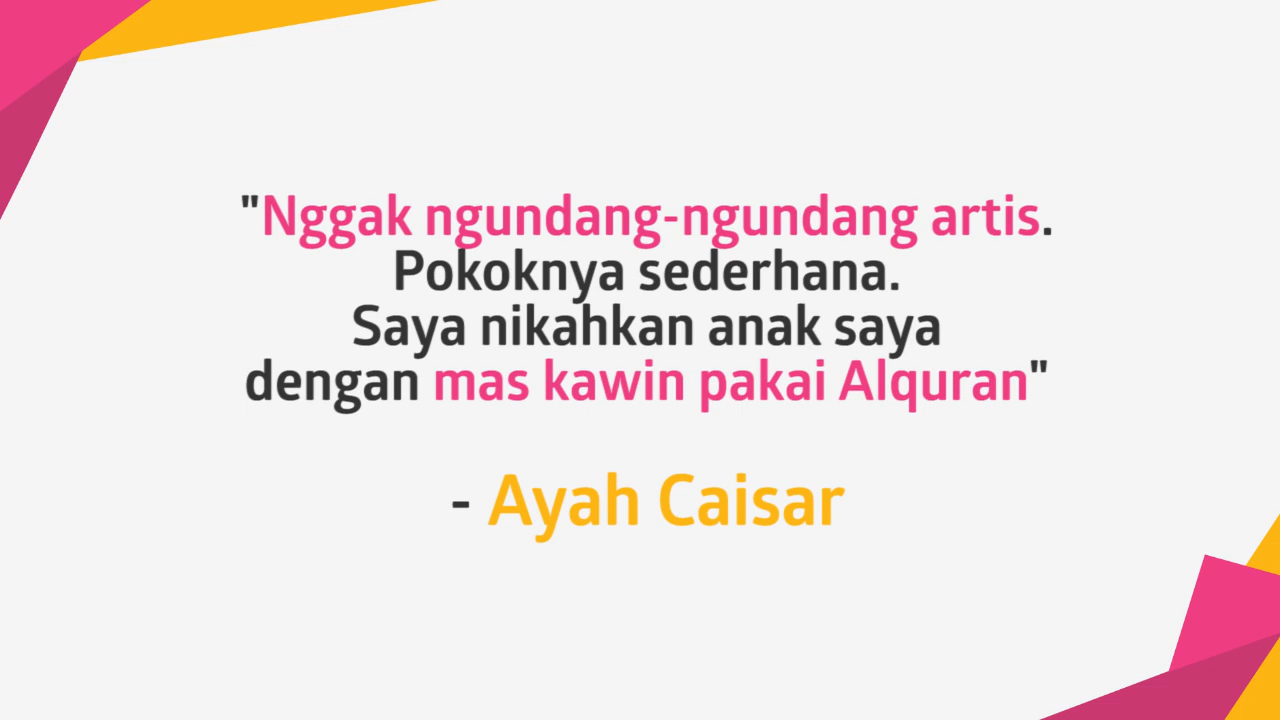 "Nggak ngundang-ngundang artis.
Pokoknya sederhana.
Saya nikahkan anak saya
dengan mas kawin pakai Alquran"
- Ayah Caisar